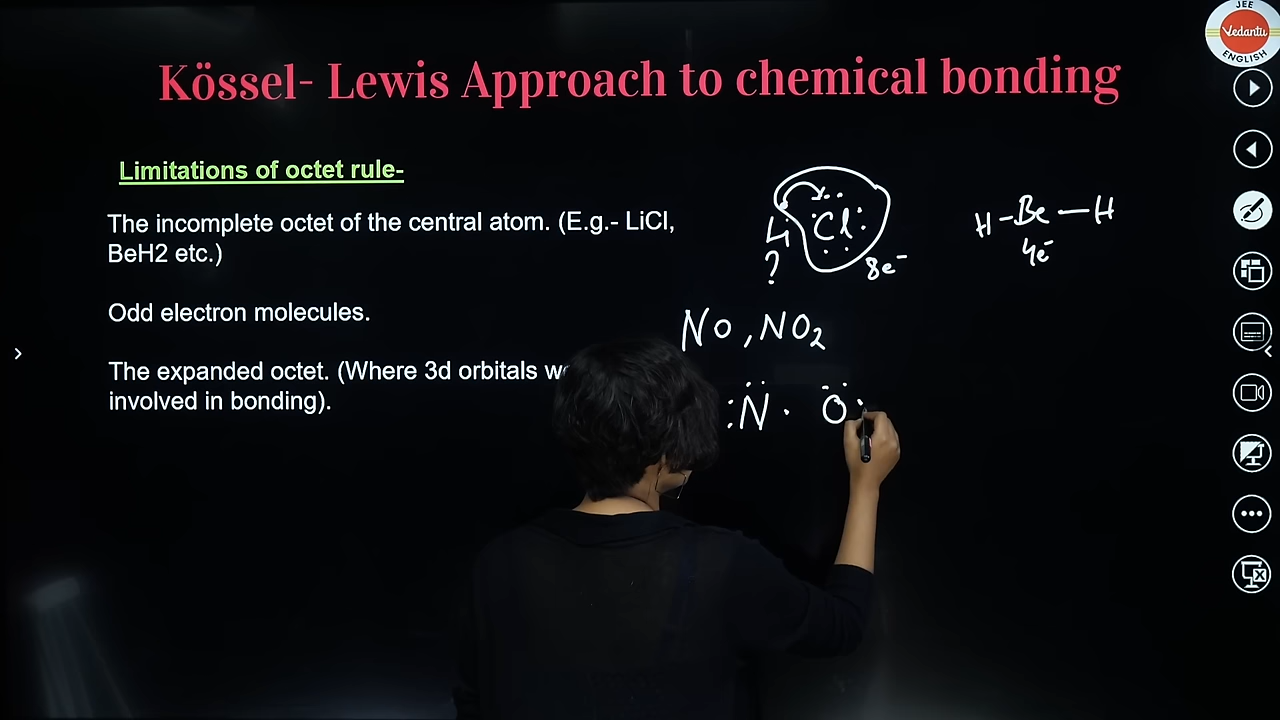 JEE
Vedantu
ENGLISH
Kössel- Lewis Approach to chemical bonding
Limitations of octet rule-
The incomplete octet of the central atom. (E.g.- LiCl,
BeH2 etc.)
Odd electron molecules.
The expanded octet. (Where 3d orbitals
involved in bonding).
Li Cl
?
8e⁻
H-Be-H
4e⁻
NO, NO₂
:N· O: